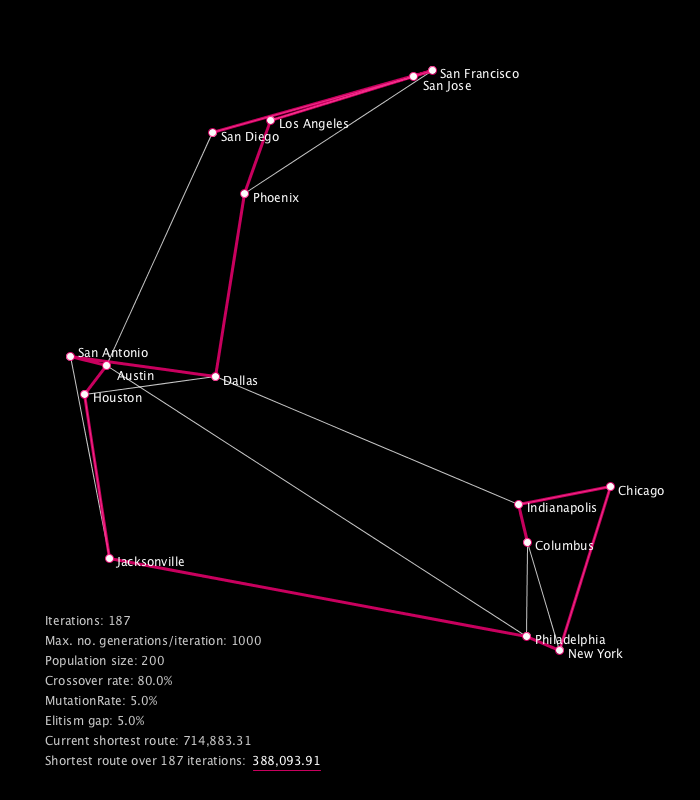 San Francisco
San Jose
Los Angeles
San Diego
Phoenix
San Antonio
Austin
Dallas
Houston
Chicago
Indianapolis
Columbus
Jacksonville
Philadelphia
New York
Iterations: 187
Max. no. generations/iteration: 1000
Population size: 200
Crossover rate: 80.0%
MutationRate: 5.0%
Elitism gap: 5.0%
Current shortest route: 714,883.31
Shortest route over 187 iterations: 388,093.91